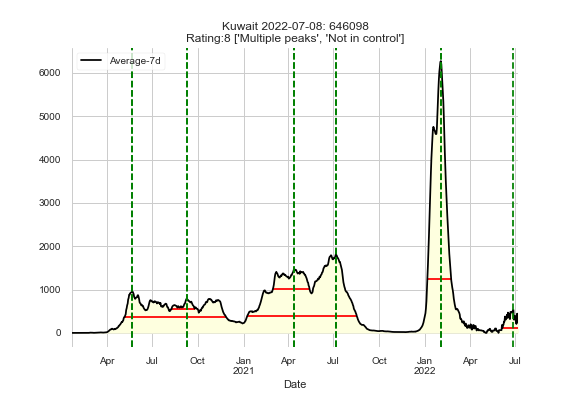 Kuwait 2022-07-08: 646098
Rating:8 ['Multiple peaks', 'Not in control']
Average-7d
6000
5000
4000
3000
2000
1000
0
Apr Jul Oct Jan Apr Jul Oct Jan Apr Jul
2021 2022
Date